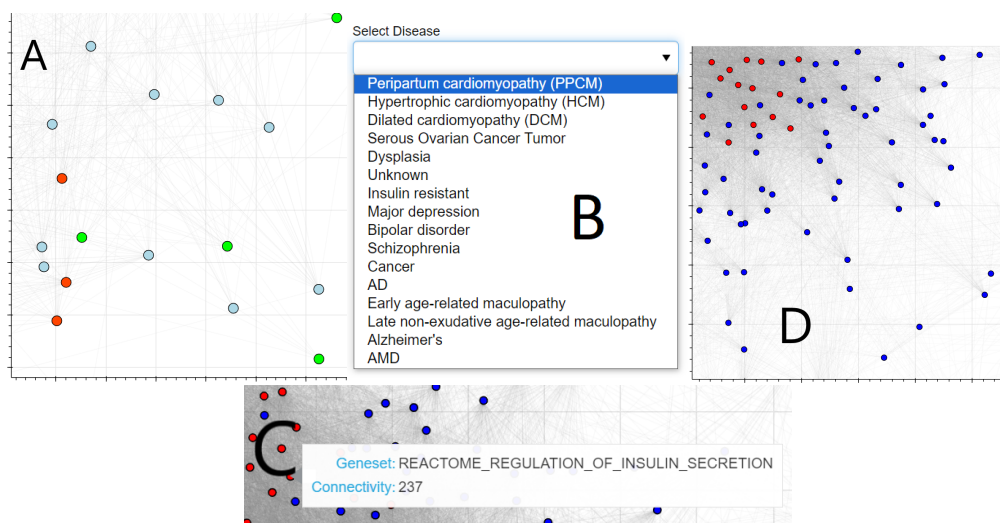 A
Select Disease
Peripartum cardiomyopathy (PPCM)
Hypertrophic cardiomyopathy (HCM)
Dilated cardiomyopathy (DCM)
Serous Ovarian Cancer Tumor
Dysplasia
Unknown
Insulin resistant
Major depression
Bipolar disorder
Schizophrenia
Cancer
AD
Early age-related maculopathy
Late non-exudative age-related maculopathy
Alzheimer's
AMD
B
D
C
Geneset: REACTOME_REGULATION_OF_INSULIN_SECRETION
Connectivity: 237